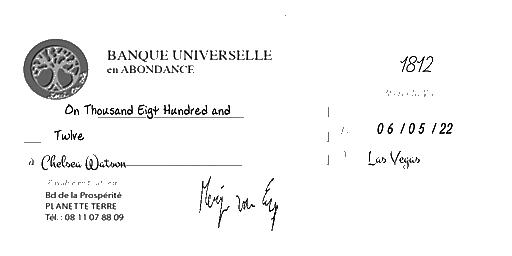 BANQUE UNIVERSELLE
en ABONDANCE
1812
On Thousand Eigt Hundred and
Twlve
06/05/22
à Chelsea Watson
Las Vegas
Bd de la Prospérité
PLANETTE TERRE
Tél. : 08 11 07 88 09